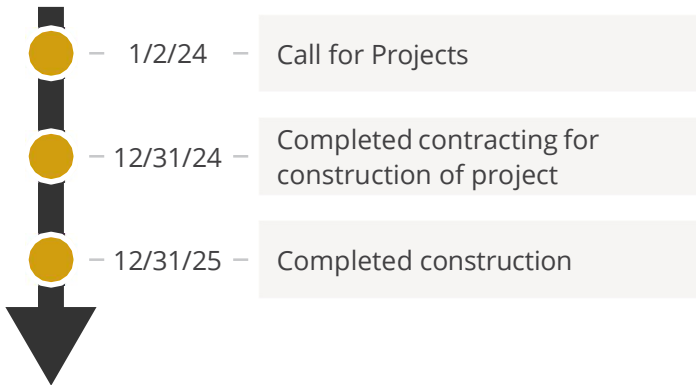 1/2/24
Call for Projects
12/31/24
Completed contracting for
construction of project
12/31/25
Completed construction